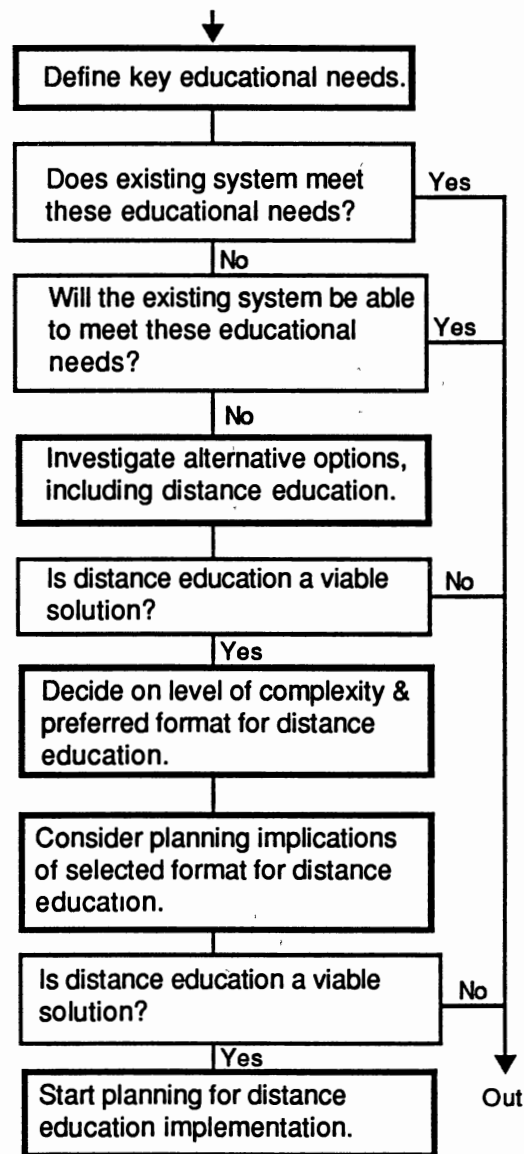 Define key educational needs.
Does existing system meet
these educational needs?
Yes
No
Will the existing system be able
to meet these educational
needs?
Yes
No
Investigate alternative options,
including distance education.
Is distance education a viable
solution?
No
Yes
Decide on level of complexity &
preferred format for distance
education.
Consider planning implications
of selected format for distance
education.
Is distance education a viable
solution?
No
Yes
Out
Start planning for distance
education implementation.